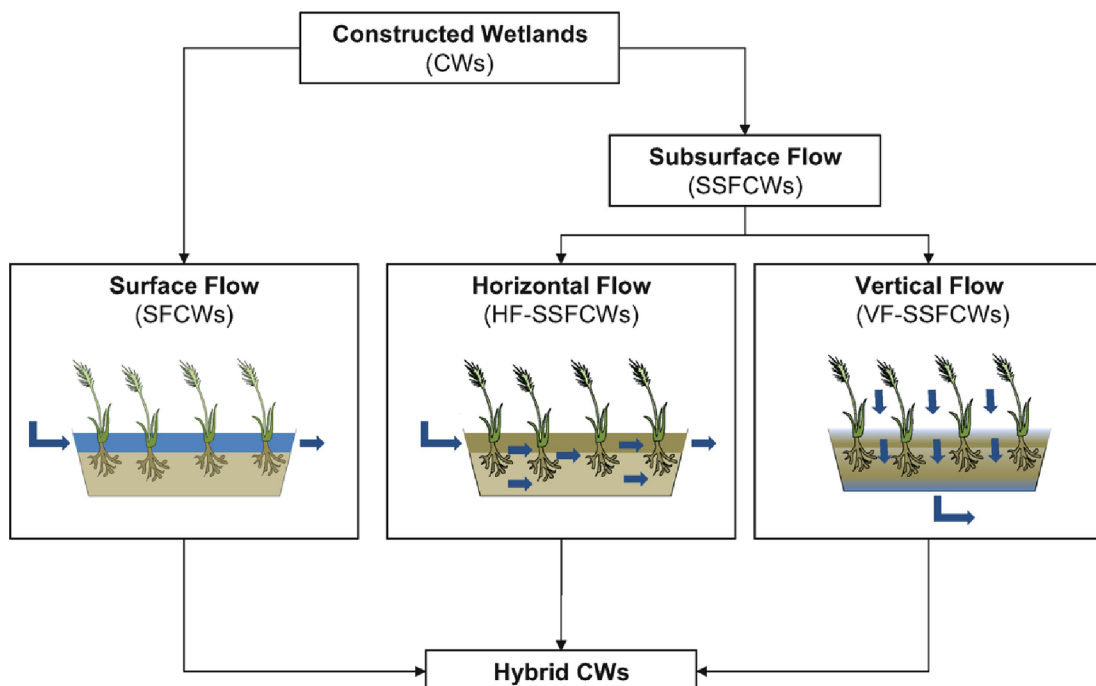 Constructed Wetlands
(CWs)
Subsurface Flow
(SSFCWs)
Surface Flow
(SFCWs)
Horizontal Flow
(HF-SSFCWs)
Vertical Flow
(VF-SSFCWs)
Hybrid CWs